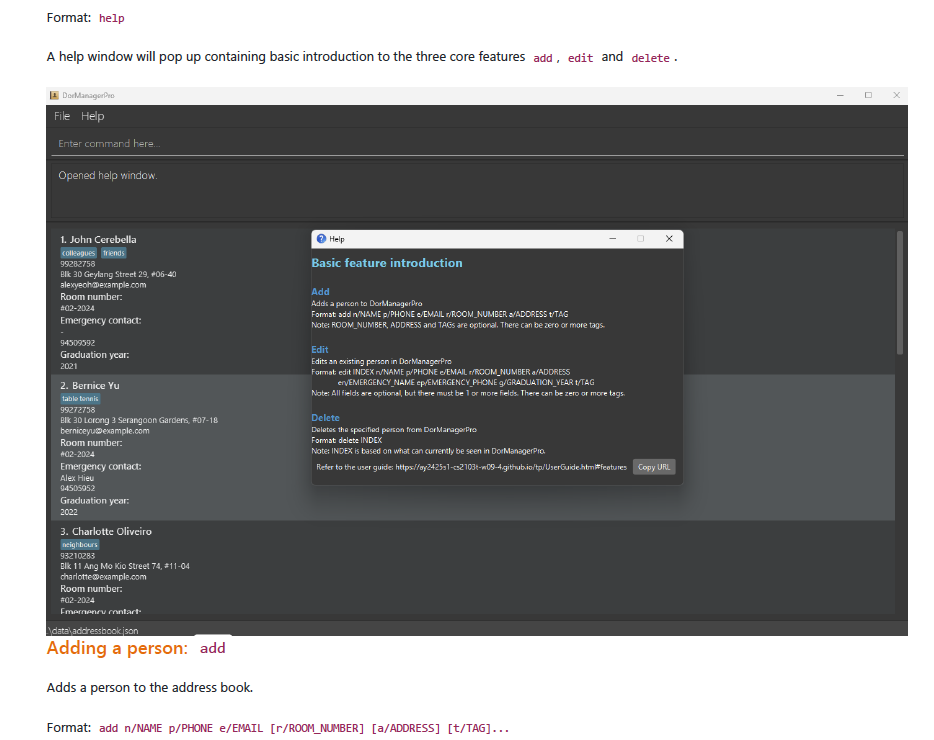 Format: help
A help window will pop up containing basic introduction to the three core features add, edit and delete.
DorManagerPro
File Help
Enter command here...
Opened help window.
1. John Cerebella
colleagues friends
99282758
Blk 30 Geylang Street 29, #06-40
alexyeoh@example.com
Room number:
#02-2024
Emergency contact:
-
94509592
Graduation year:
2021
2. Bernice Yu
table tennis
99272758
Blk 30 Lorong 3 Serangoon Gardens, #07-18
berniceyu@example.com
Room number:
#02-2024
Emergency contact:
Alex Hieu
94505952
Graduation year:
2022
3. Charlotte Oliveiro
neighbours
93210283
Blk 11 Ang Mo Kio Street 74, #11-04
charlotte@example.com
Room number:
#02-2024
Emergency contact:
\data\addressbook.json
Help
Basic feature introduction
Add
Adds a person to DorManagerPro
Format: add n/NAME p/PHONE e/EMAIL r/ROOM_NUMBER a/ADDRESS t/TAG
Note: ROOM_NUMBER, ADDRESS and TAGs are optional. There can be zero or more tags.
Edit
Edits an existing person in DorManagerPro
Format: edit INDEX n/NAME p/PHONE e/EMAIL r/ROOM_NUMBER a/ADDRESS
en/EMERGENCY_NAME ep/EMERGENCY_PHONE g/GRADUATION_YEAR t/TAG
Note: All fields are optional, but there must be 1 or more fields. There can be zero or more tags.
Delete
Deletes the specified person from DorManagerPro
Format: delete INDEX
Note: INDEX is based on what can currently be seen in DorManagerPro.
Refer to the user guide: https://ay2425s1-cs2103t-w09-4.github.io/tp/UserGuide.html#features Copy URL
Adding a person: add
Adds a person to the address book.
Format: add n/NAME p/PHONE e/EMAIL [r/ROOM_NUMBER] [a/ADDRESS] [t/TAG]...